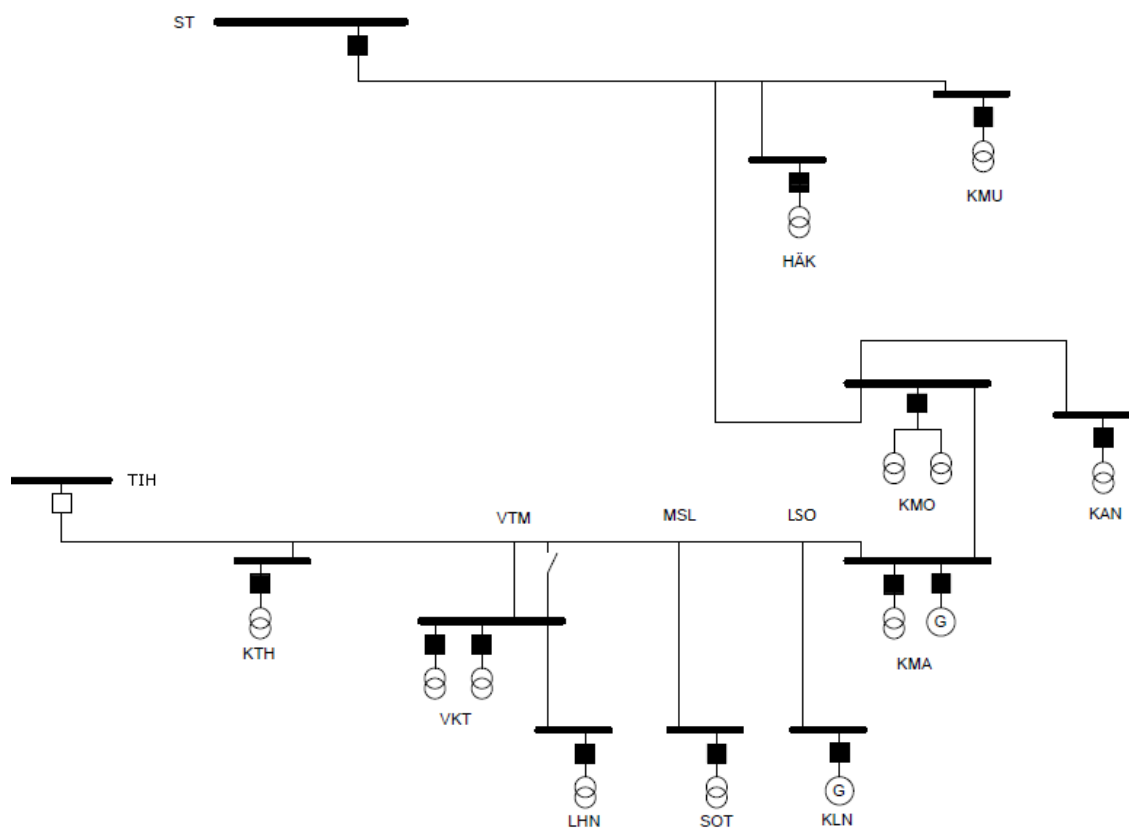 ST
KMU
HÄK
KMO
KAN
TIH
VTM
MSL
LSO
KTH
G
KMA
VKT
G
LHN
SOT
KLN